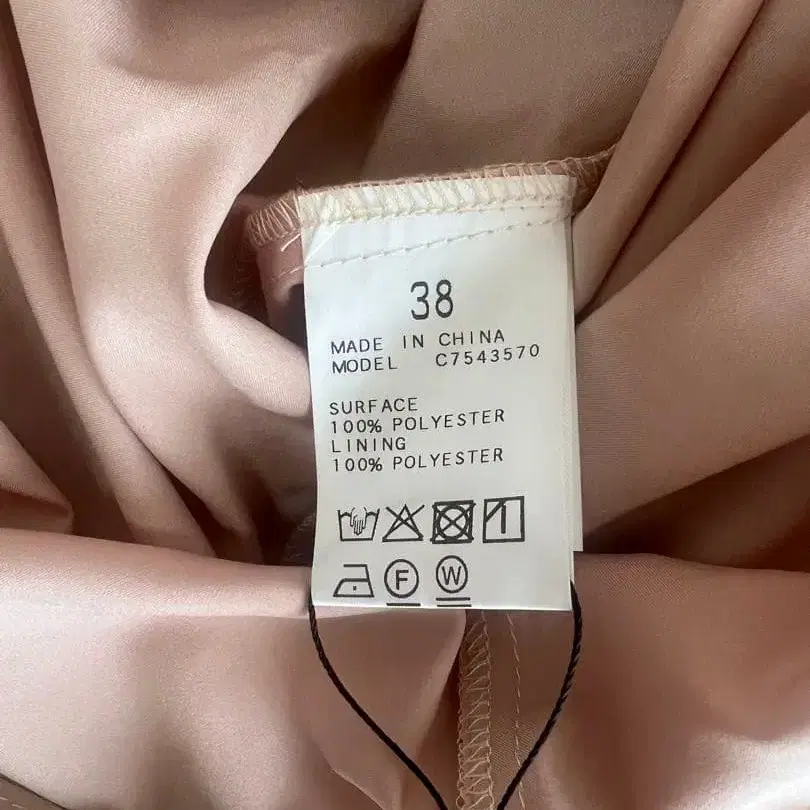 38
MADE IN CHINA
MODEL C7543570
SURFACE
100% POLYESTER
LINING
100% POLYESTER
F W